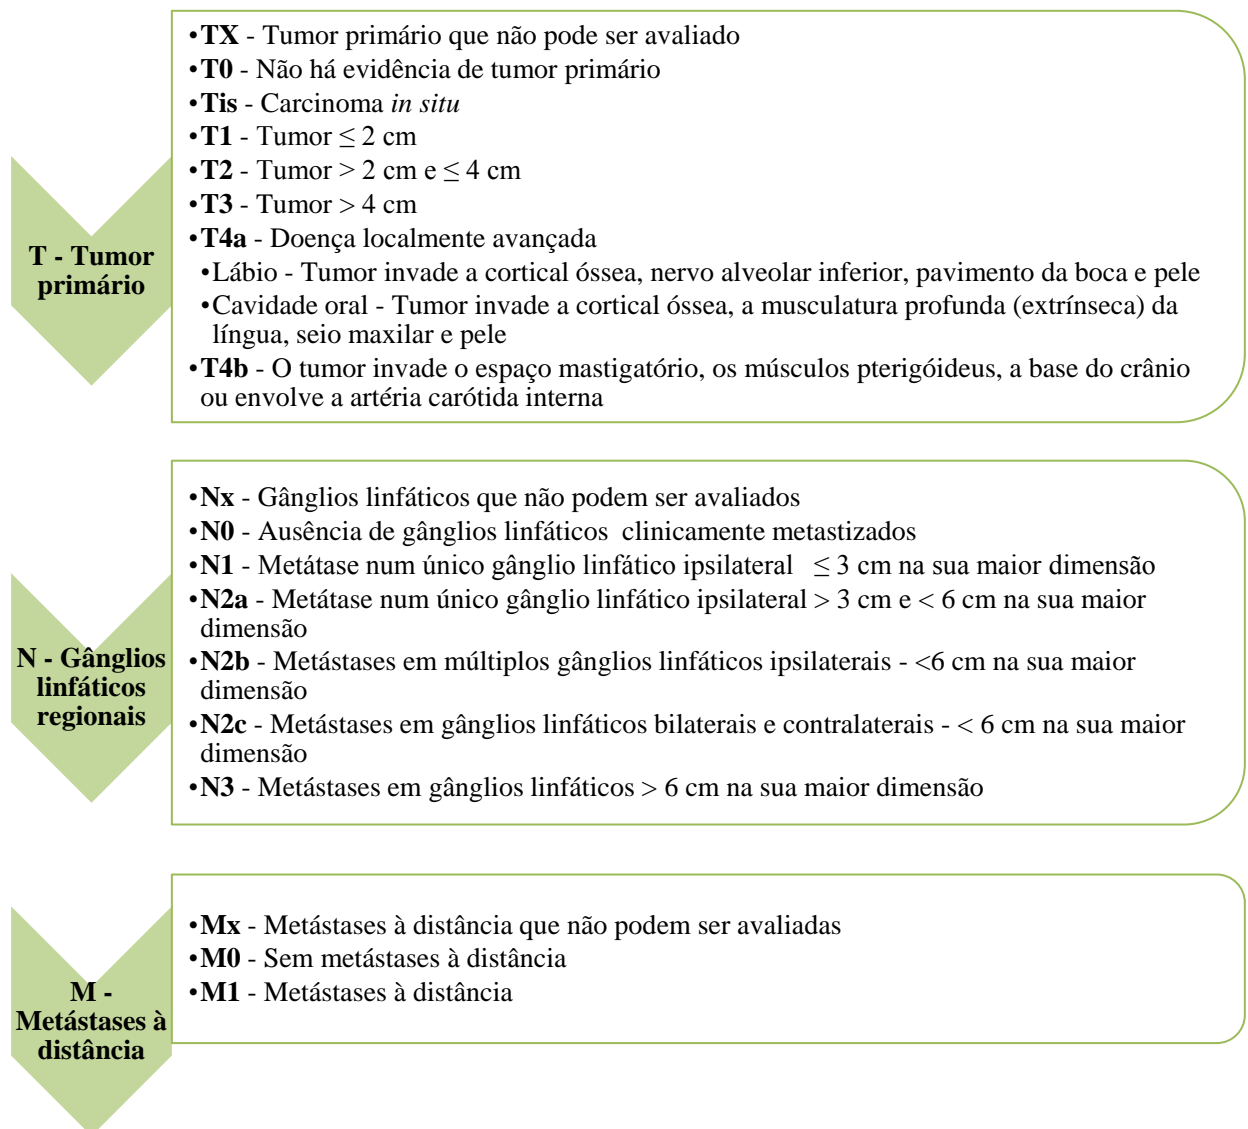 •TX - Tumor primário que não pode ser avaliado
•T0 - Não há evidência de tumor primário
•Tis - Carcinoma in situ
•T1 - Tumor ≤ 2 cm
•T2 - Tumor > 2 cm e ≤ 4 cm
•T3 - Tumor > 4 cm
•T4a - Doença localmente avançada
•Lábio - Tumor invade a cortical óssea, nervo alveolar inferior, pavimento da boca e pele
•Cavidade oral - Tumor invade a cortical óssea, a musculatura profunda (extrínseca) da
língua, seio maxilar e pele
•T4b - O tumor invade o espaço mastigatório, os músculos pterigóideus, a base do crânio
ou envolve a artéria carótida interna
T - Tumor
primário
•Nx - Gânglios linfáticos que não podem ser avaliados
•N0 - Ausência de gânglios linfáticos clinicamente metastizados
•N1 - Metátase num único gânglio linfático ipsilateral ≤ 3 cm na sua maior dimensão
•N2a - Metátase num único gânglio linfático ipsilateral > 3 cm e < 6 cm na sua maior
dimensão
•N2b - Metástases em múltiplos gânglios linfáticos ipsilaterais - <6 cm na sua maior
dimensão
•N2c - Metástases em gânglios linfáticos bilaterais e contralaterais - < 6 cm na sua maior
dimensão
•N3 - Metástases em gânglios linfáticos > 6 cm na sua maior dimensão
N - Gânglios
linfáticos
regionais
•Mx - Metástases à distância que não podem ser avaliadas
•M0 - Sem metástases à distância
•M1 - Metástases à distância
M -
Metástases à
distância